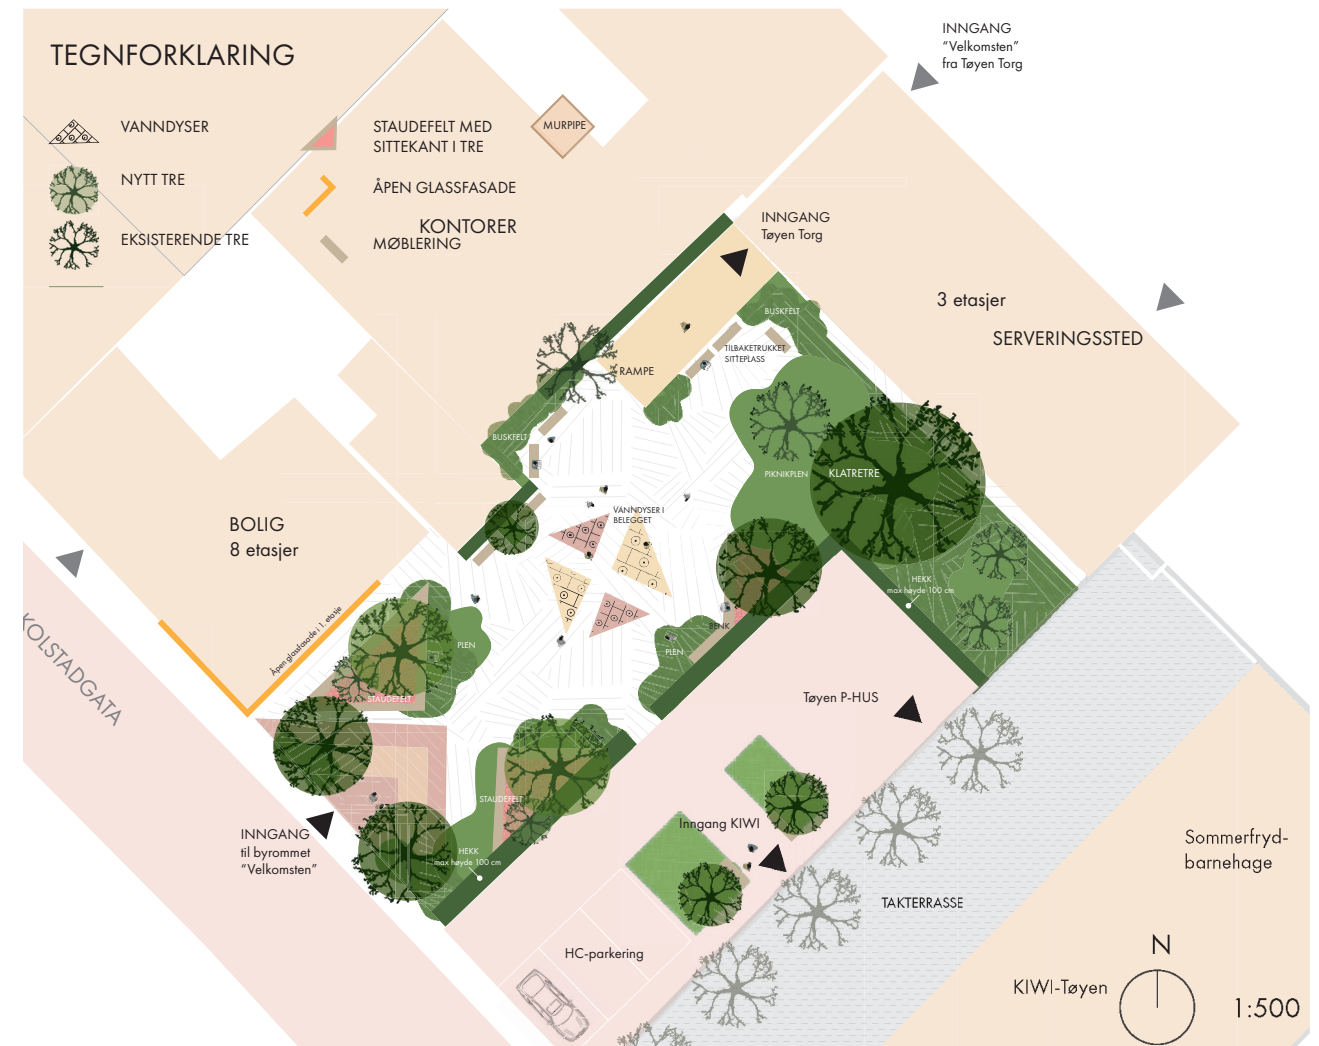 TEGNFORKLARING
VANNDYSER
NYTT TRE
EKSISTERENDE TRE
STAUDEFELT MED
SITTEKANT I TRE
ÅPEN GLASSFASADE
MØBLERING
MURPIPE
KONTORER
INNGANG
"Velkomsten"
fra Tøyen Torg
INNGANG
Tøyen Torg
3 etasjer
SERVERINGSSTED
BUSKFELT
TILBAKETRUKKET
SITTEPLASS
RAMPE
BUSKFELT
PIKNIKPLEN
KLATRETRE
VANNDYSER I
BELEGGET
BOLIG
8 etasjer
HEKK
max høyde 100 cm
Åpen glassfasade i 1. etasje
BENK
PLEN
PLEN
KOLSTADGATA
STAUDEFELT
Tøyen P-HUS
STAUDEFELT
Inngang KIWI
INNGANG
til byrommet
"Velkomsten"
HEKK
max høyde 100 cm
Sommerfryd-
barnehage
TAKTERRASSE
HC-parkering
N
KIWI-Tøyen
1:500